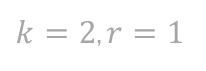 k = 2, r = 1